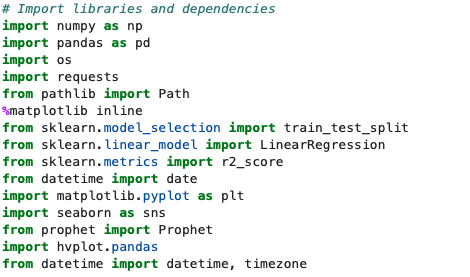 # Import libraries and dependencies
import numpy as np
import pandas as pd
import os
import requests
from pathlib import Path
%matplotlib inline
from sklearn.model_selection import train_test_split
from sklearn.linear_model import LinearRegression
from sklearn.metrics import r2_score
from datetime import date
import matplotlib.pyplot as plt
import seaborn as sns
from prophet import Prophet
import hvplot.pandas
from datetime import datetime, timezone